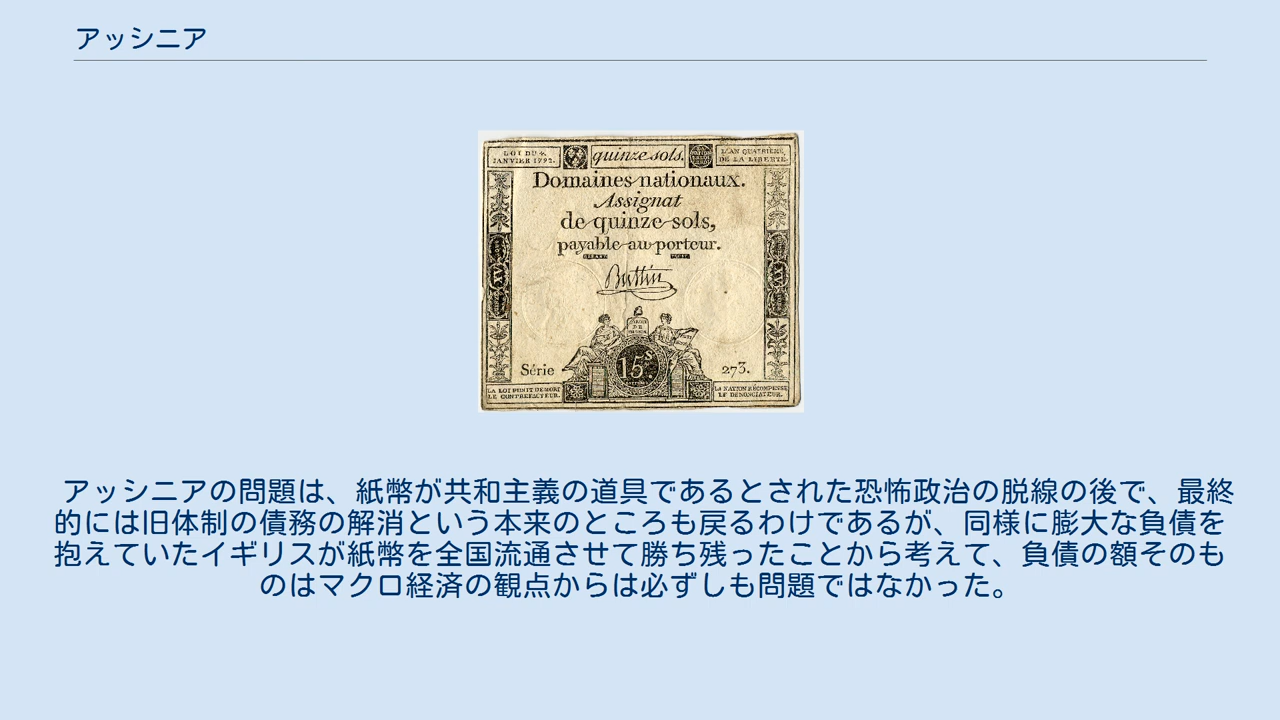 アッシニア
LOI DU 4.
JANVIER 1792.
quinze sols.
L'AN QUATRIÈME,
DE LA LIBERTÉ.
Domaines nationaux.
Assignat
de quinze sols,
payable au porteur.
Buttin
15 s
Série 273.
LA LOI PUNIT DE MORT
LE CONTREFACTEUR.
LA NATION RÉCOMPENSE
LE DÉNONCIATEUR.
アッシニアの問題は、紙幣が共和主義の道具であるとされた恐怖政治の脱線の後で、最終
的には旧体制の債務の解消という本来のところも戻るわけであるが、同様に膨大な負債を
抱えていたイギリスが紙幣を全国流通させて勝ち残ったことから考えて、負債の額そのも
のはマクロ経済の観点からは必ずしも問題ではなかった。